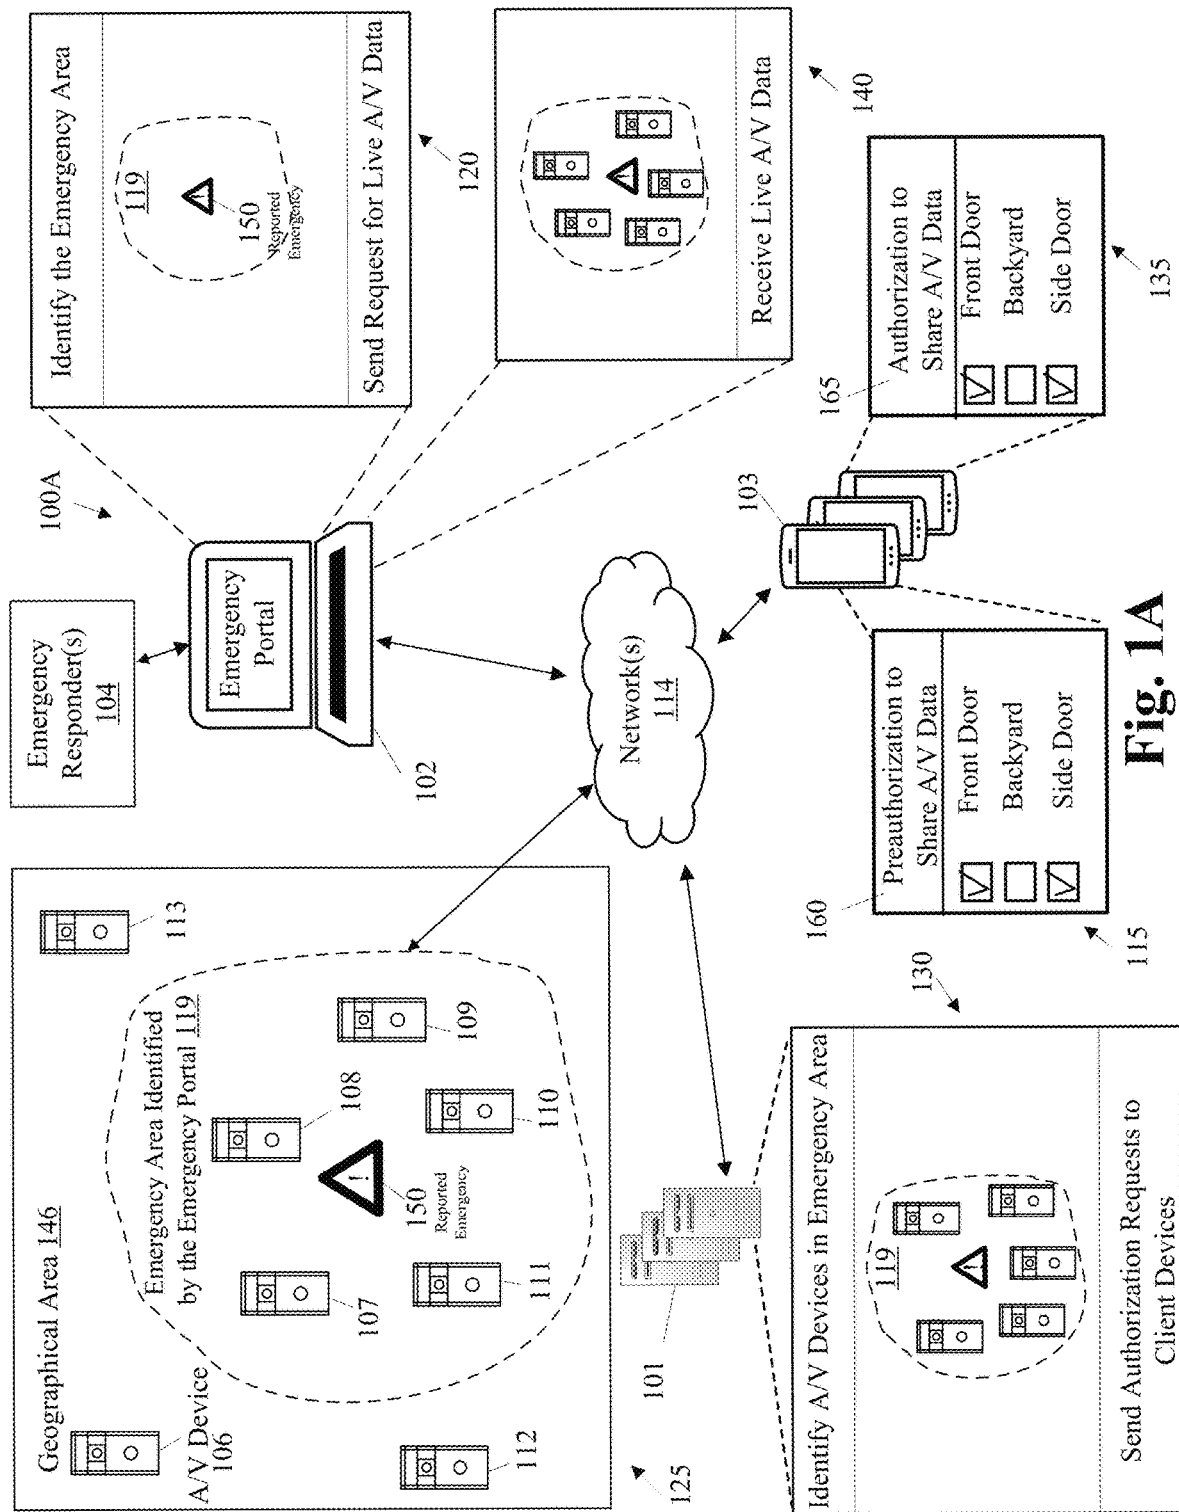 100A
Geographical Area 146
A/V Device
106
Emergency Area Identified
by the Emergency Portal 119
107
108
109
110
111
112
113
150
Reported
Emergency
125
Emergency
Responder(s)
104
Emergency
Portal
102
Identify the Emergency Area
119
150
Reported
Emergency
Send Request for Live A/V Data
120
Receive Live A/V Data
140
Network(s)
114
101
Identify A/V Devices in Emergency Area
119
Send Authorization Requests to
Client Devices
130
160
Preauthorization to
Share A/V Data
Front Door
Backyard
Side Door
115
103
165
Authorization to
Share A/V Data
Front Door
Backyard
Side Door
135
Fig. 1A